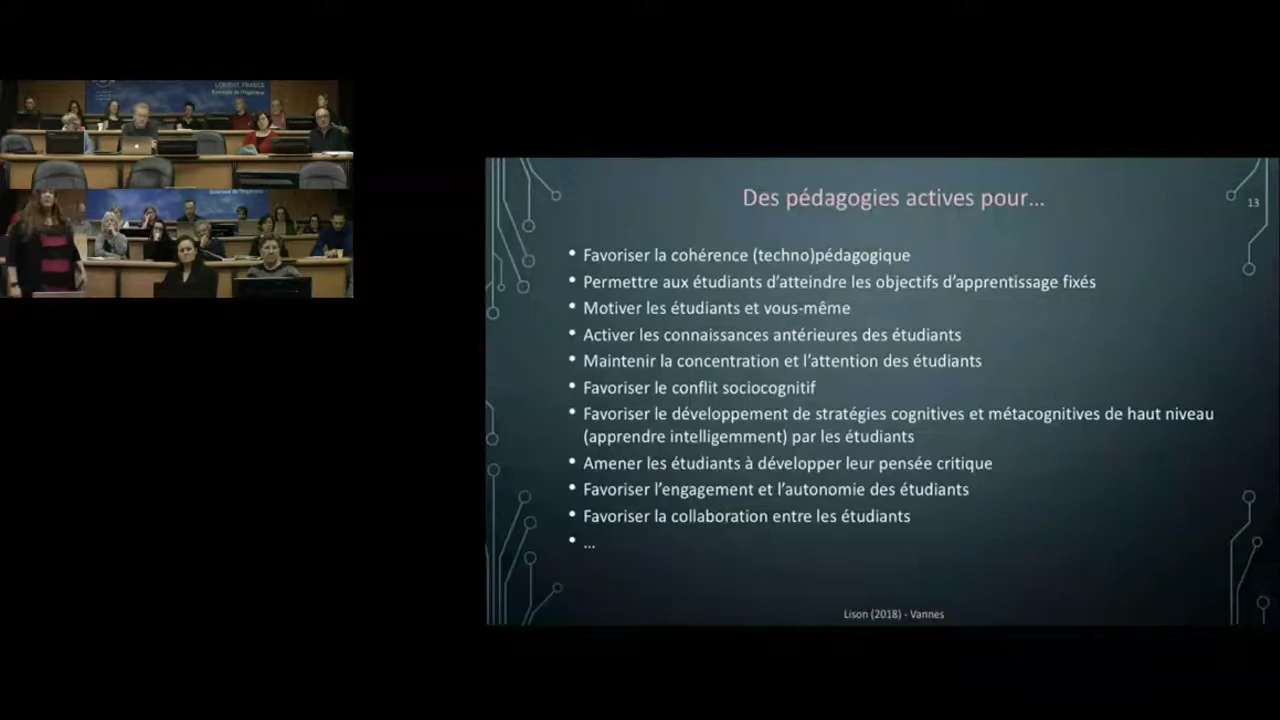 LORIENT, FRANCE
Des pédagogies actives pour...
13
• Favoriser la cohérence (techno)pédagogique
• Permettre aux étudiants d’atteindre les objectifs d’apprentissage fixés
• Motiver les étudiants et vous-même
• Activer les connaissances antérieures des étudiants
• Maintenir la concentration et l’attention des étudiants
• Favoriser le conflit sociocognitif
• Favoriser le développement de stratégies cognitives et métacognitives de haut niveau
(apprendre intelligemment) par les étudiants
• Amener les étudiants à développer leur pensée critique
• Favoriser l’engagement et l’autonomie des étudiants
• Favoriser la collaboration entre les étudiants
• ...
Lison (2018) - Vannes